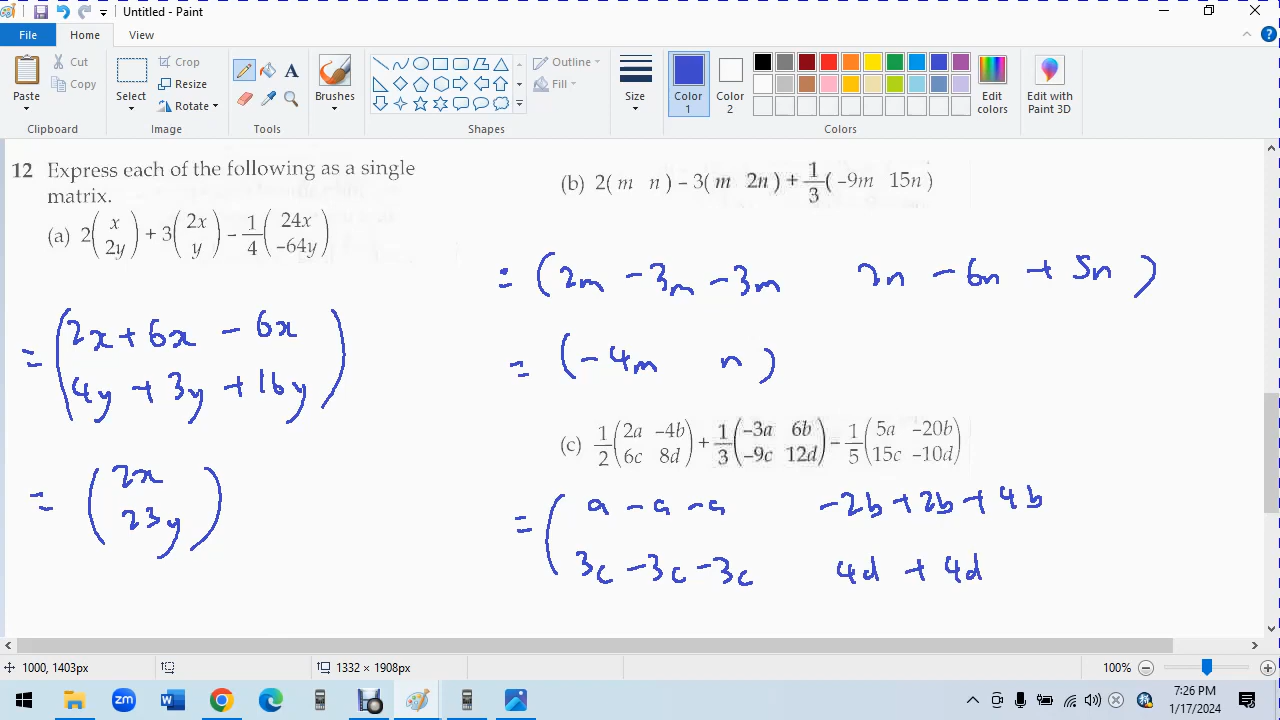 Untitled - Paint
File Home View
Paste Cut Copy Clipboard
Select Crop Resize Rotate Image
Tools
A
Brushes
Outline Fill Shapes
Size
Color 1 Color 2
Edit colors Colors
Edit with Paint 3D
12 Express each of the following as a single
matrix.
(a) 2(x 2y) + 3(2x y) − 1/4(24x −64y)
= (2x + 6x − 6x
4y + 3y + 16y)
= (2x
23y)
(b) 2( m n ) − 3( m 2n ) + 1/3( −9m 15n )
= (2m − 3m − 3m 2n − 6n + 5n )
= (−4m n )
(c) 1/2(2a −4b 6c 8d) + 1/3(−3a 6b −9c 12d) − 1/5(5a −20b 15c −10d)
= (a − a − a −2b + 2b + 4b
3c − 3c − 3c 4d + 4d
1000, 1403px
1332 × 1908px
100%
zm
W
7:26 PM
1/17/2024